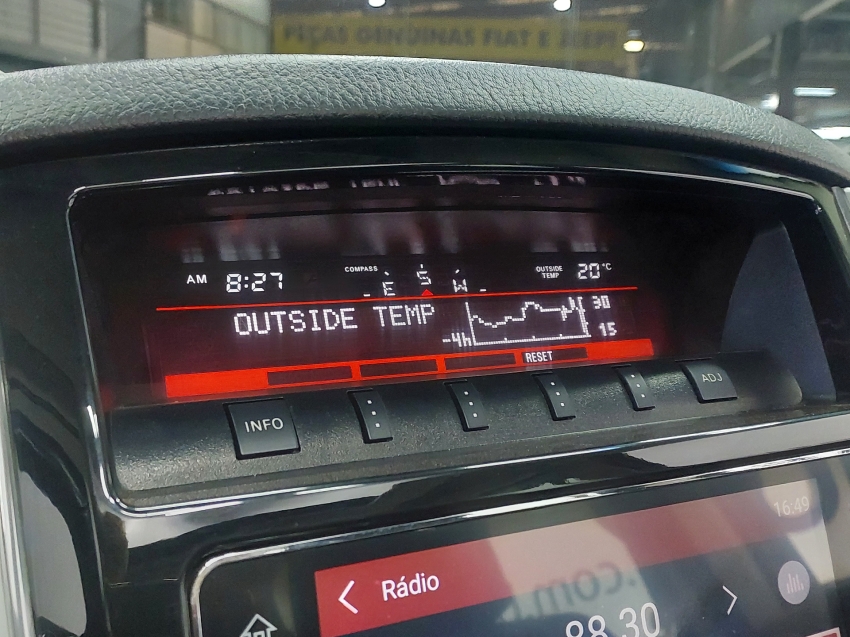 PEÇAS GENUINAS FIAT E JEEP!
AM 8:27
COMPASS
E S W
OUTSIDE TEMP 20°C
OUTSIDE TEMP
-4h
30
15
RESET
INFO
ADJ
16:49
Rádio
88.30